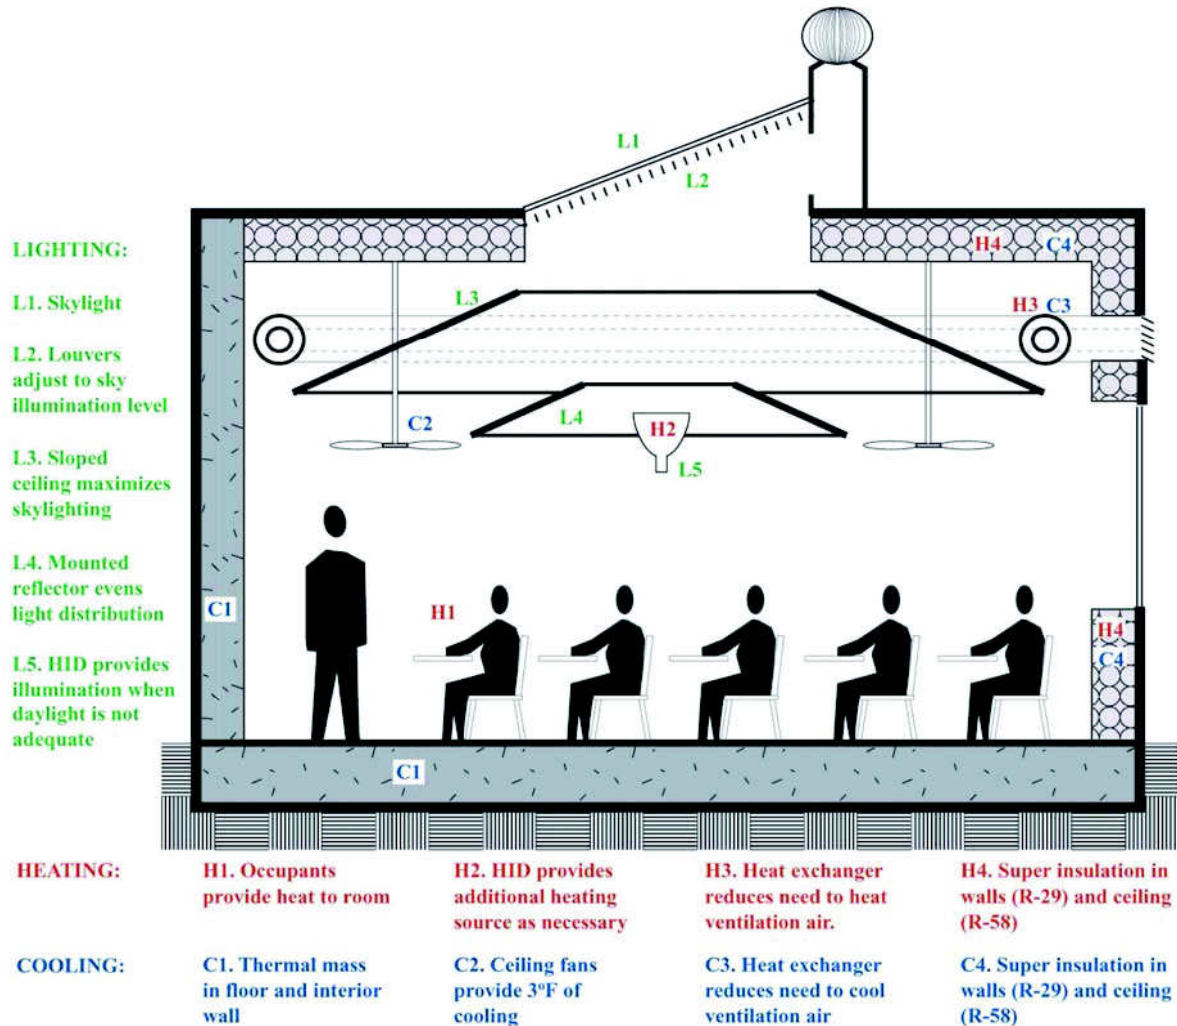 L1
L2
LIGHTING:
L1. Skylight
L2. Louvers
adjust to sky
illumination level
L3. Sloped
ceiling maximizes
skylighting
L4. Mounted
reflector evens
light distribution
L5. HID provides
illumination when
daylight is not
adequate
H4 C4
L3
H3 C3
C2
L4
H2
L5
C1
H1
H4
C4
C1
HEATING:
H1. Occupants
provide heat to room
H2. HID provides
additional heating
source as necessary
H3. Heat exchanger
reduces need to heat
ventilation air.
H4. Super insulation in
walls (R-29) and ceiling
(R-58)
COOLING:
C1. Thermal mass
in floor and interior
wall
C2. Ceiling fans
provide 3ºF of
cooling
C3. Heat exchanger
reduces need to cool
ventilation air
C4. Super insulation in
walls (R-29) and ceiling
(R-58)